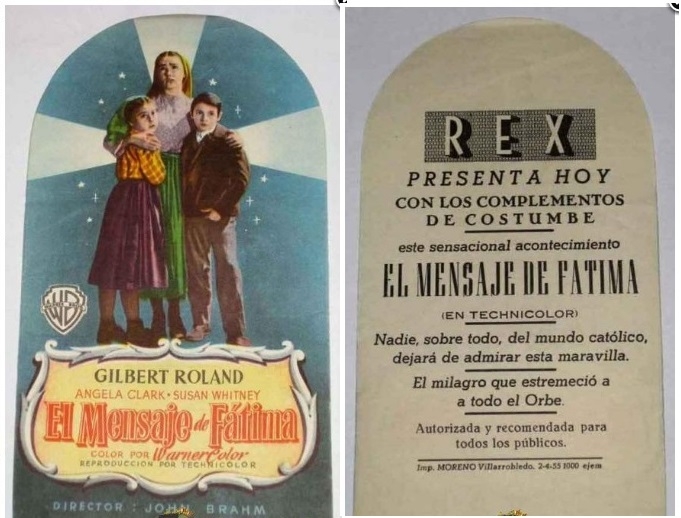 WB
GILBERT ROLAND
ANGELA CLARK · SUSAN WHITNEY
El Mensaje de Fátima
COLOR POR WarnerColor
REPRODUCCION POR TECHNICOLOR
DIRECTOR : JOHN BRAHM
REX
PRESENTA HOY
CON LOS COMPLEMENTOS
DE COSTUMBE
este sensacional acontecimiento
EL MENSAJE DE FATIMA
(EN TECHNICOLOR)
Nadie, sobre todo, del mundo católico,
dejará de admirar esta maravilla.
El milagro que estremeció a
a todo el Orbe.
Autorizada y recomendada para
todos los públicos.
Imp. MORENO Villarrobledo. 2-4-55 1000 ejem